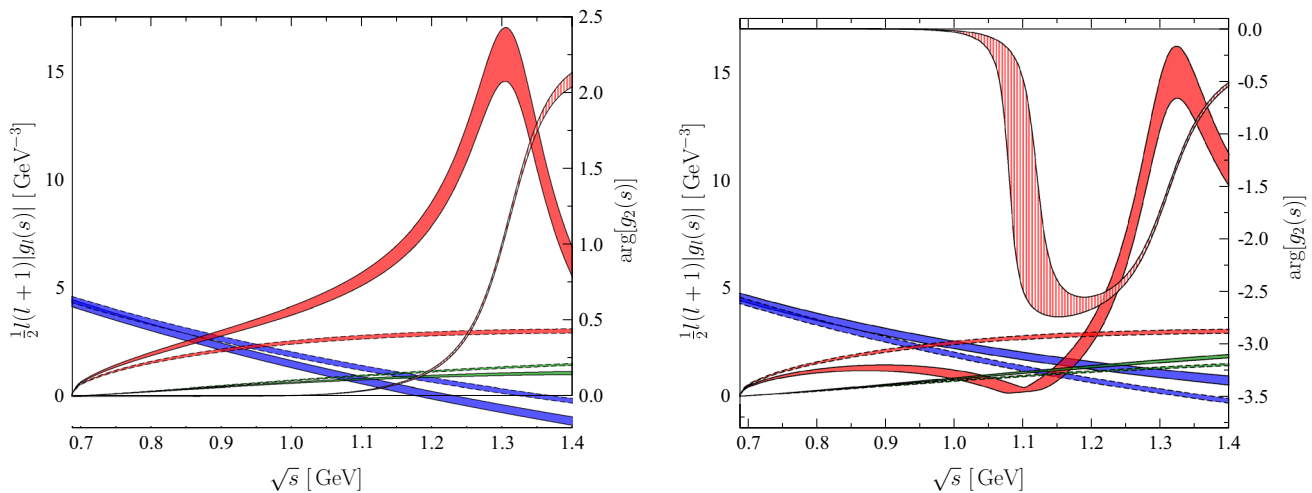 ½l(l + 1)|g_l(s)| [ GeV⁻³]
15
10
5
0
0.7 0.8 0.9 1.0 1.1 1.2 1.3 1.4
√s [ GeV]
2.5
2.0
1.5
1.0
0.5
0.0
arg[g₂(s)]
½l(l + 1)|g_l(s)| [ GeV⁻³]
15
10
5
0
0.7 0.8 0.9 1.0 1.1 1.2 1.3 1.4
√s [ GeV]
0.0
-0.5
-1.0
-1.5
-2.0
-2.5
-3.0
-3.5
arg[g₂(s)]